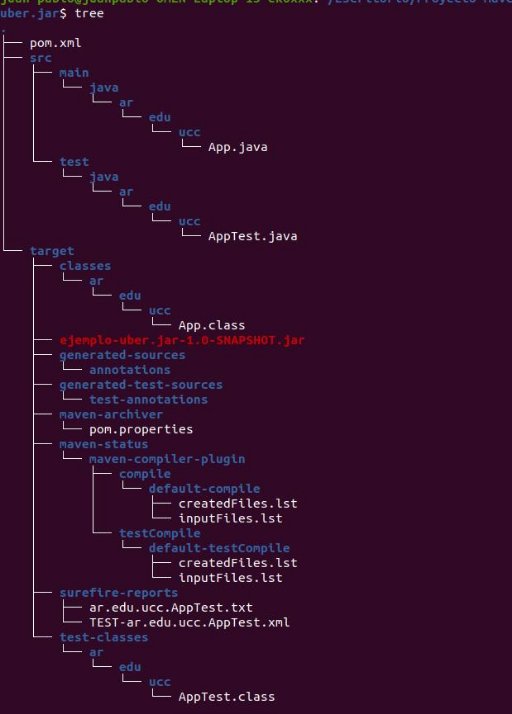 uber.jar$ tree
.
├── pom.xml
├── src
│   ├── main
│   │   └── java
│   │       └── ar
│   │           └── edu
│   │               └── ucc
│   │                   └── App.java
│   └── test
│       └── java
│           └── ar
│               └── edu
│                   └── ucc
│                       └── AppTest.java
└── target
    ├── classes
    │   └── ar
    │       └── edu
    │           └── ucc
    │               └── App.class
    ├── ejemplo-uber.jar-1.0-SNAPSHOT.jar
    ├── generated-sources
    │   └── annotations
    ├── generated-test-sources
    │   └── test-annotations
    ├── maven-archiver
    │   └── pom.properties
    ├── maven-status
    │   └── maven-compiler-plugin
    │       ├── compile
    │       │   └── default-compile
    │       │       ├── createdFiles.lst
    │       │       └── inputFiles.lst
    │       └── testCompile
    │           └── default-testCompile
    │               ├── createdFiles.lst
    │               └── inputFiles.lst
    ├── surefire-reports
    │   ├── ar.edu.ucc.AppTest.txt
    │   └── TEST-ar.edu.ucc.AppTest.xml
    └── test-classes
        └── ar
            └── edu
                └── ucc
                    └── AppTest.class